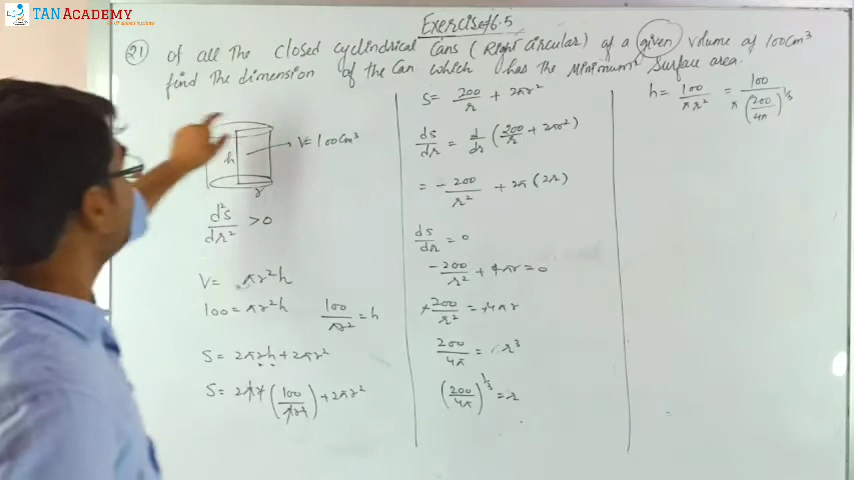 TAN ACADEMY
Exercise 6.5
21 Of all the closed cylindrical Cans (Right circular) of a given volume of 100cm³
find the dimension of the Can which has the Minimum Surface area.
h
V=100cm³
r
d²s/dr² >0
V= πr²h
100=πr²h 100/πr² =h
S= 2πrh+2πr²
S= 2πr (100/πr²)+2πr²
S= 200/r + 2πr²
ds/dr = d/dr (200/r + 2πr²)
= -200/r² +2π(2r)
ds/dr = 0
-200/r² +4πr=0
+200/r² =+4πr
200/4π = r³
(200/4π)^1/3 =r
h= 100/πr² = 100/π(200/4π)^2/3